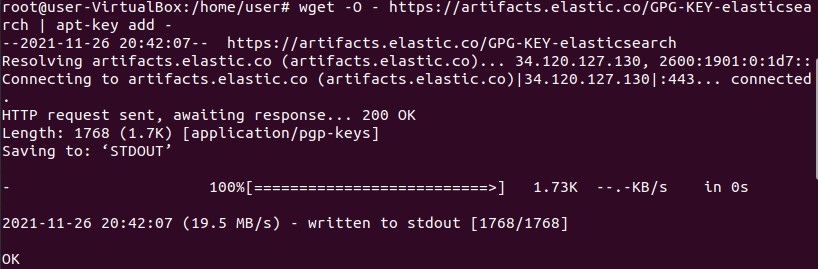 root@user-VirtualBox:/home/user# wget -O - https://artifacts.elastic.co/GPG-KEY-elasticsea
rch | apt-key add -
--2021-11-26 20:42:07--  https://artifacts.elastic.co/GPG-KEY-elasticsearch
Resolving artifacts.elastic.co (artifacts.elastic.co)... 34.120.127.130, 2600:1901:0:1d7::
Connecting to artifacts.elastic.co (artifacts.elastic.co)|34.120.127.130|:443... connected
.
HTTP request sent, awaiting response... 200 OK
Length: 1768 (1.7K) [application/pgp-keys]
Saving to: ‘STDOUT’
-                      100%[==========================>]   1.73K  --.-KB/s    in 0s
2021-11-26 20:42:07 (19.5 MB/s) - written to stdout [1768/1768]
OK